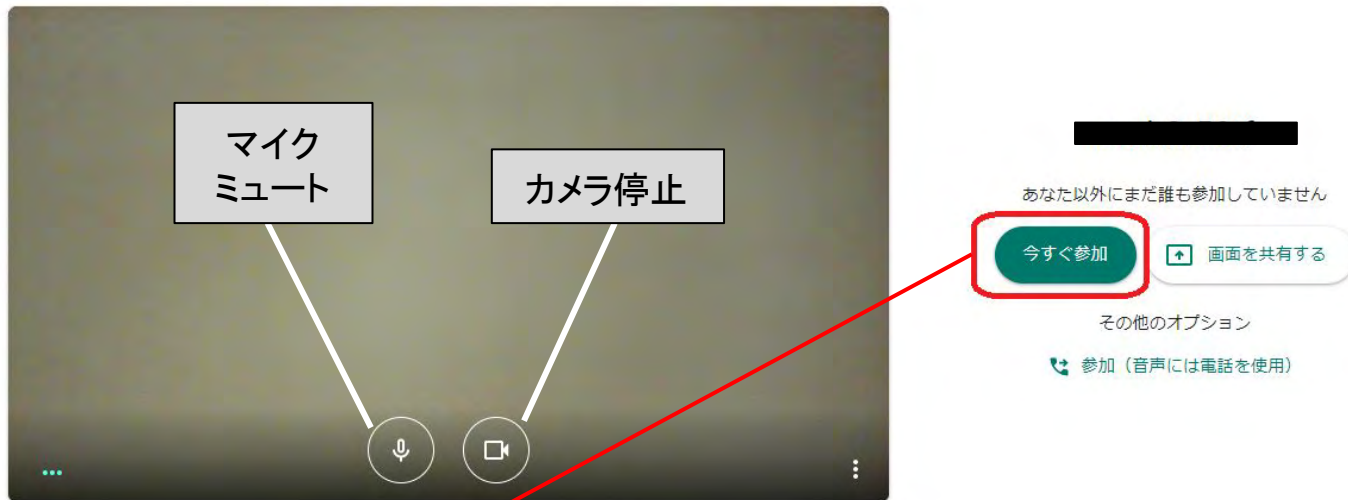 マイク
ミュート
カメラ停止
あなた以外にまだ誰も参加していません
今すぐ参加
画面を共有する
その他のオプション
参加（音声には電話を使用）